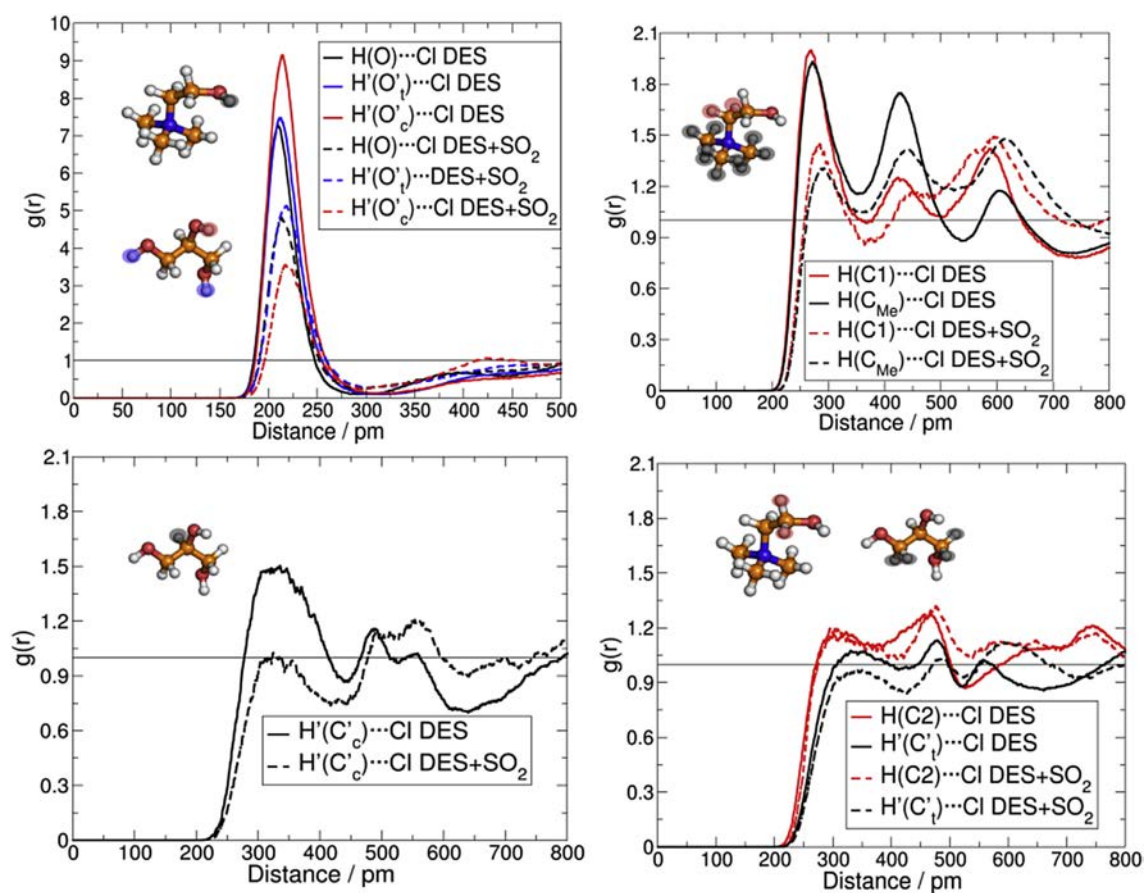 g(r)
10
9
8
7
6
5
4
3
2
1
0
H(O)···Cl DES
H'(O't)···Cl DES
H'(O'c)···Cl DES
H(O)···Cl DES+SO2
H'(O't)···DES+SO2
H'(O'c)···Cl DES+SO2
0 50 100 150 200 250 300 350 400 450 500
Distance / pm
g(r)
2.1
1.8
1.5
1.2
0.9
0.6
0.3
0
H(C1)···Cl DES
H(CMe)···Cl DES
H(C1)···Cl DES+SO2
H(CMe)···Cl DES+SO2
0 100 200 300 400 500 600 700 800
Distance / pm
g(r)
2.1
1.8
1.5
1.2
0.9
0.6
0.3
0
H'(C'c)···Cl DES
H'(C'c)···Cl DES+SO2
0 100 200 300 400 500 600 700 800
Distance / pm
g(r)
2.1
1.8
1.5
1.2
0.9
0.6
0.3
0
H(C2)···Cl DES
H'(C't)···Cl DES
H(C2)···Cl DES+SO2
H'(C't)···Cl DES+SO2
0 100 200 300 400 500 600 700 800
Distance / pm